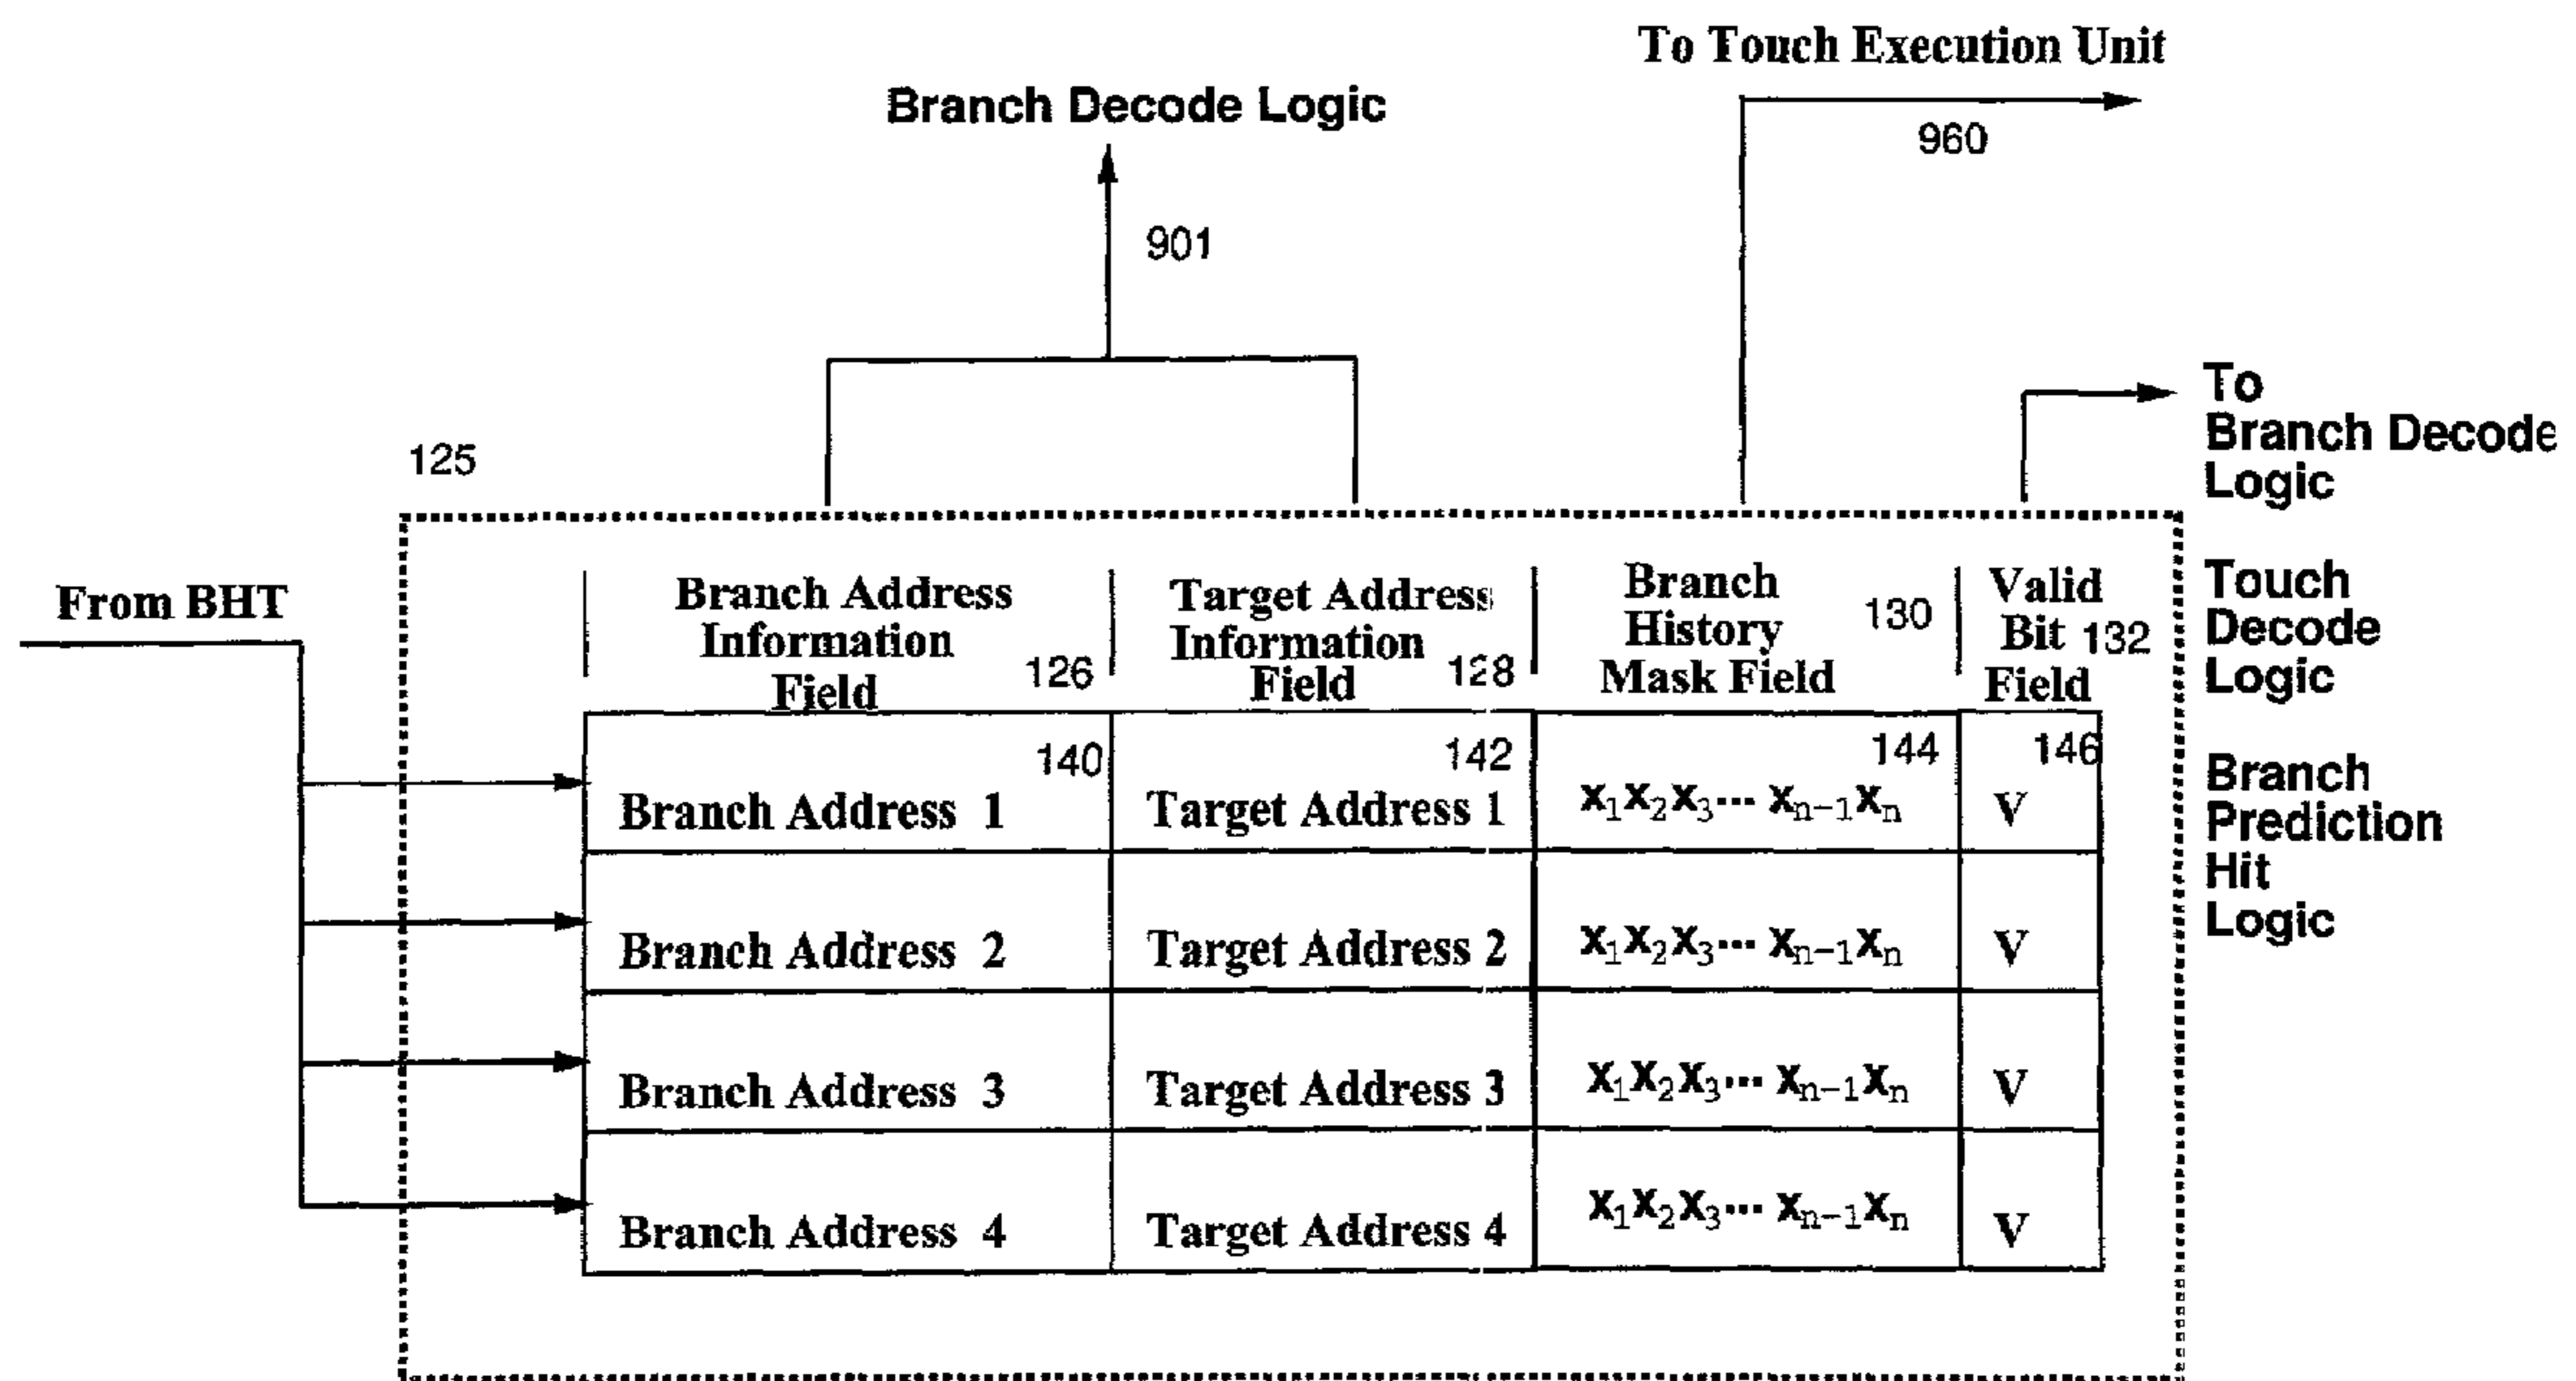 To Touch Execution Unit
960
Branch Decode Logic
901
To
Branch Decode
Logic
Touch
Decode
Logic
Branch
Prediction
Hit
Logic
125
From BHT
Branch Address
Information
Field
126
Target Address
Information
Field
128
Branch
History
Mask Field
130
Valid
Bit
Field
132
140
142
144
146
Branch Address 1
Target Address 1
X₁X₂X₃... Xₙ₋₁Xₙ
V
Branch Address 2
Target Address 2
X₁X₂X₃... Xₙ₋₁Xₙ
V
Branch Address 3
Target Address 3
X₁X₂X₃... Xₙ₋₁Xₙ
V
Branch Address 4
Target Address 4
X₁X₂X₃... Xₙ₋₁Xₙ
V